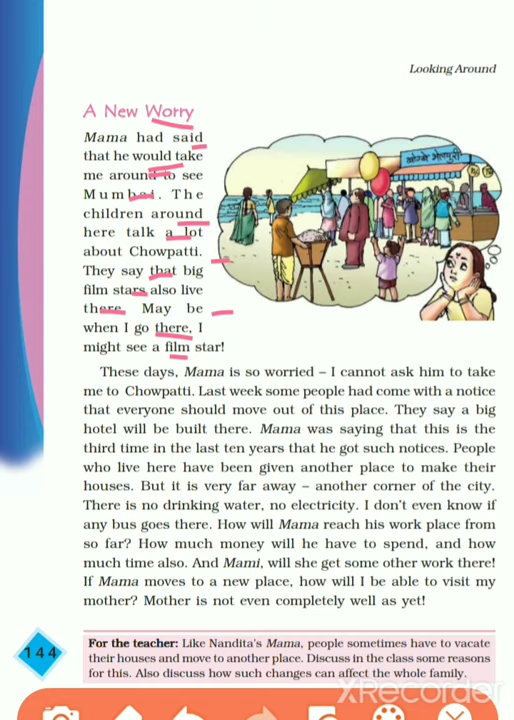 Looking Around
A New Worry
Mama had said
that he would take
me around to see
Mumbai. The
children around
here talk a lot
about Chowpatti.
They say that big
film stars also live
there. May be
when I go there, I
might see a film star!
These days, Mama is so worried – I cannot ask him to take
me to Chowpatti. Last week some people had come with a notice
that everyone should move out of this place. They say a big
hotel will be built there. Mama was saying that this is the
third time in the last ten years that he got such notices. People
who live here have been given another place to make their
houses. But it is very far away – another corner of the city.
There is no drinking water, no electricity. I don't even know if
any bus goes there. How will Mama reach his work place from
so far? How much money will he have to spend, and how
much time also. And Mami, will she get some other work there!
If Mama moves to a new place, how will I be able to visit my
mother? Mother is not even completely well as yet!
144
For the teacher: Like Nandita's Mama, people sometimes have to vacate
their houses and move to another place. Discuss in the class some reasons
for this. Also discuss how such changes can affect the whole family.
XRecorder